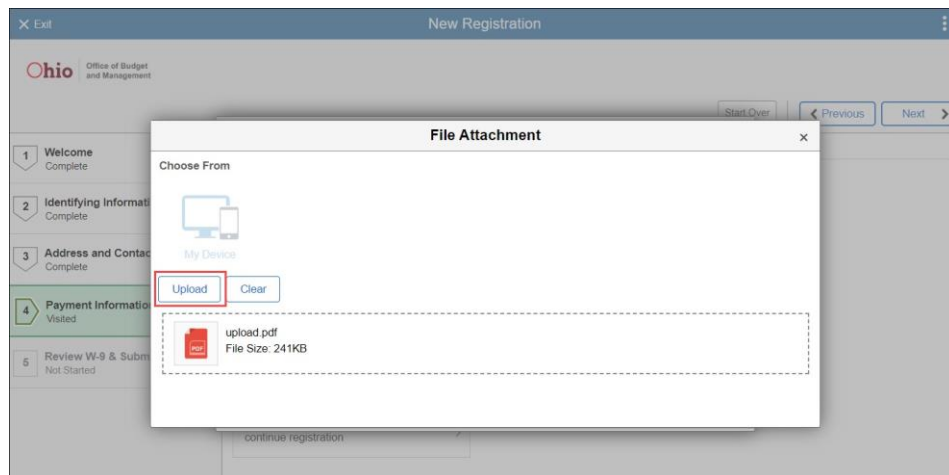 Exit
New Registration
Ohio
Office of Budget
and Management
Start Over
Previous
Next
File Attachment
1
Welcome
Complete
Choose From
2
Identifying Informati
Complete
My Device
3
Address and Contac
Complete
Upload
Clear
4
Payment Informatio
Visited
PDF
upload.pdf
File Size: 241KB
5
Review W-9 & Subm
Not Started
continue registration